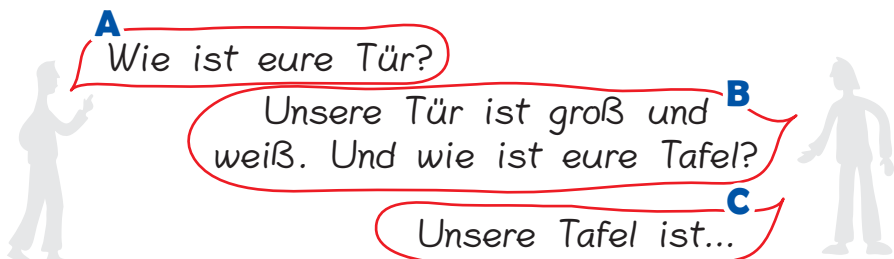 A
Wie ist eure Tür?
B
Unsere Tür ist groß und
weiß. Und wie ist eure Tafel?
C
Unsere Tafel ist...